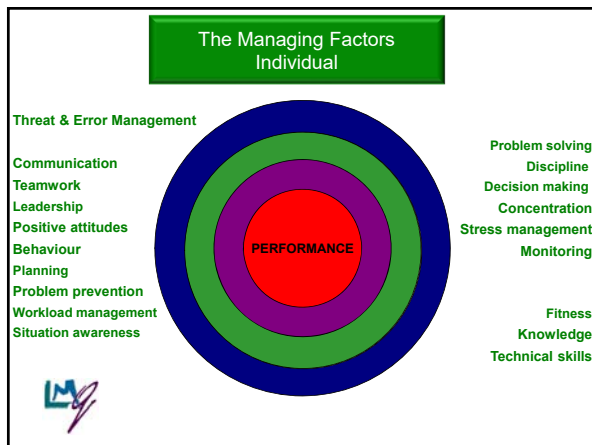 The Managing Factors
Individual
Threat & Error Management
Communication
Teamwork
Leadership
Positive attitudes
Behaviour
Planning
Problem prevention
Workload management
Situation awareness
PERFORMANCE
Problem solving
Discipline
Decision making
Concentration
Stress management
Monitoring
Fitness
Knowledge
Technical skills
LMQ